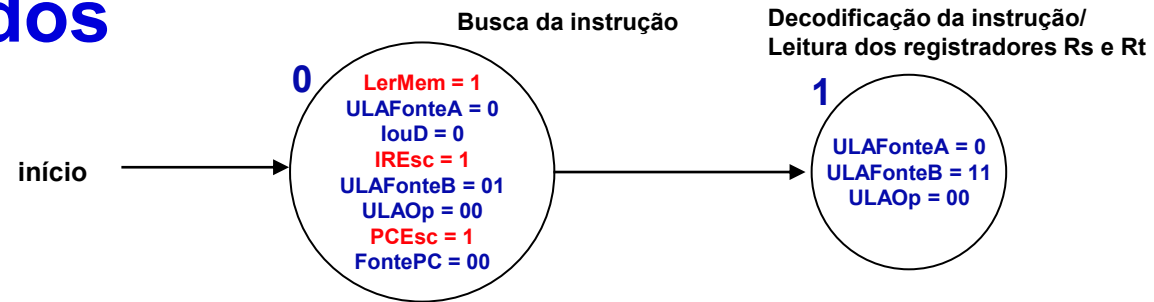 dos
Busca da instrução
Decodificação da instrução/
Leitura dos registradores Rs e Rt
início
0
LerMem = 1
ULAFonteA = 0
IouD = 0
IREsc = 1
ULAFonteB = 01
ULAOp = 00
PCEsc = 1
FontePC = 00
1
ULAFonteA = 0
ULAFonteB = 11
ULAOp = 00